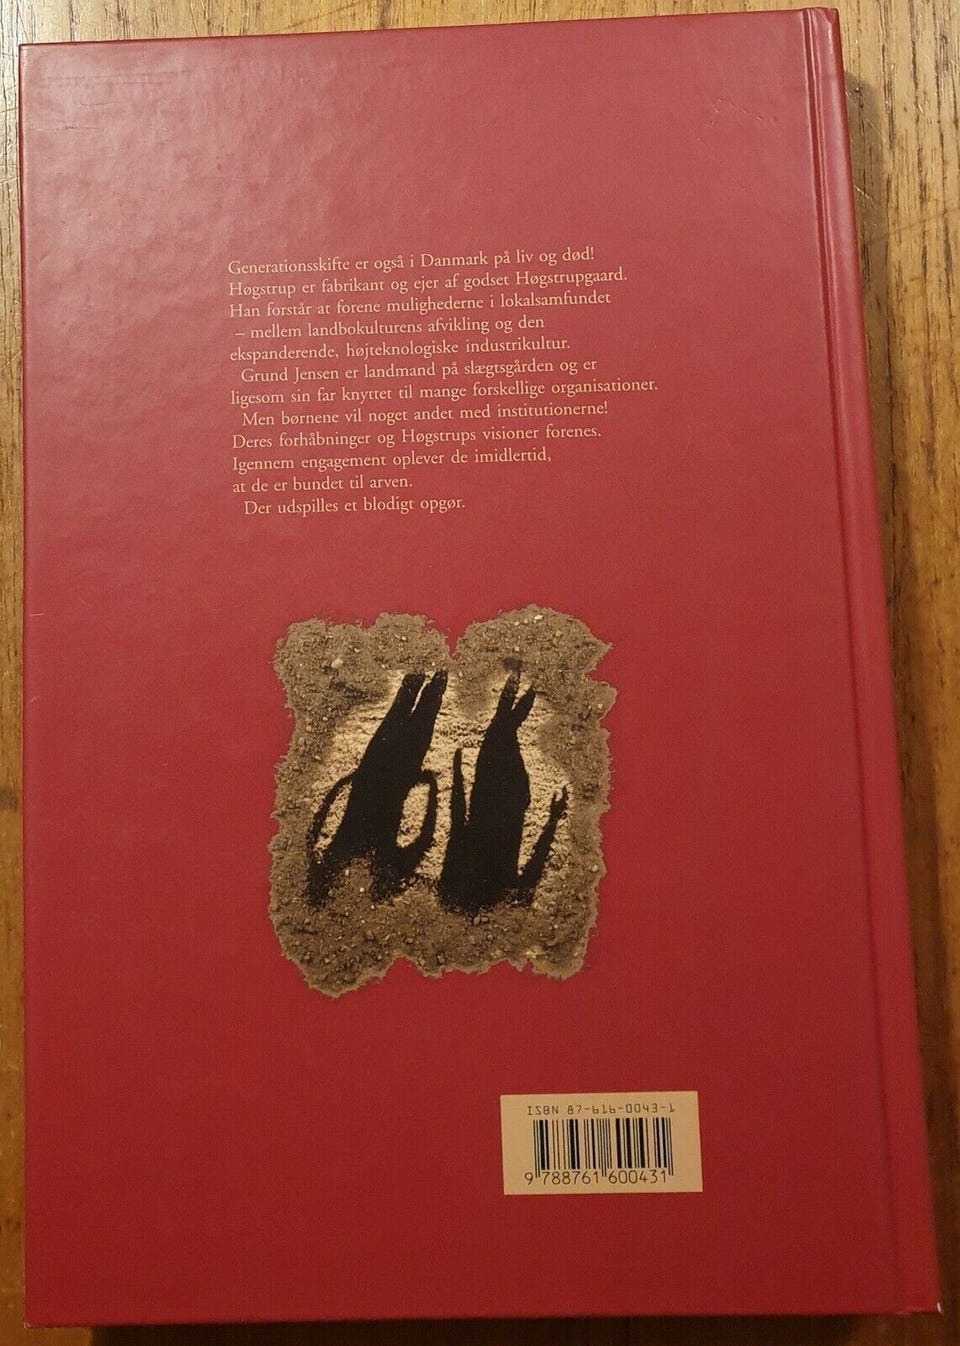 Generationsskifte er også i Danmark på liv og død!
Høgstrup er fabrikant og ejer af godset Høgstrupgaard.
Han forstår at forene mulighederne i lokalsamfundet
– mellem landbokulturens afvikling og den
ekspanderende, højteknologiske industrikultur.
Grund Jensen er landmand på slægtsgården og er
ligesom sin far knyttet til mange forskellige organisationer.
Men børnene vil noget andet med institutionerne!
Deres forhåbninger og Høgstrups visioner forenes.
Igennem engagement oplever de imidlertid,
at de er bundet til arven.
Der udspilles et blodigt opgør.
ISBN 87-616-0043-1
9 788761 600431